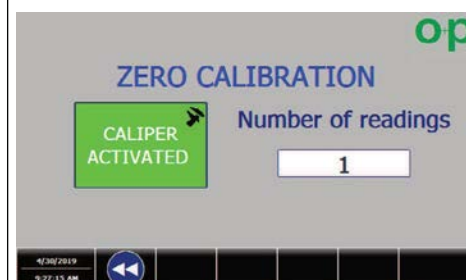 op
ZERO CALIBRATION
CALIPER
ACTIVATED
Number of readings
1
4/30/2019
9:27:15 AM